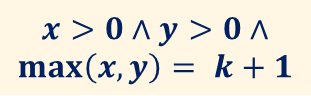 x > 0 ∧ y > 0 ∧
max(x, y) = k + 1